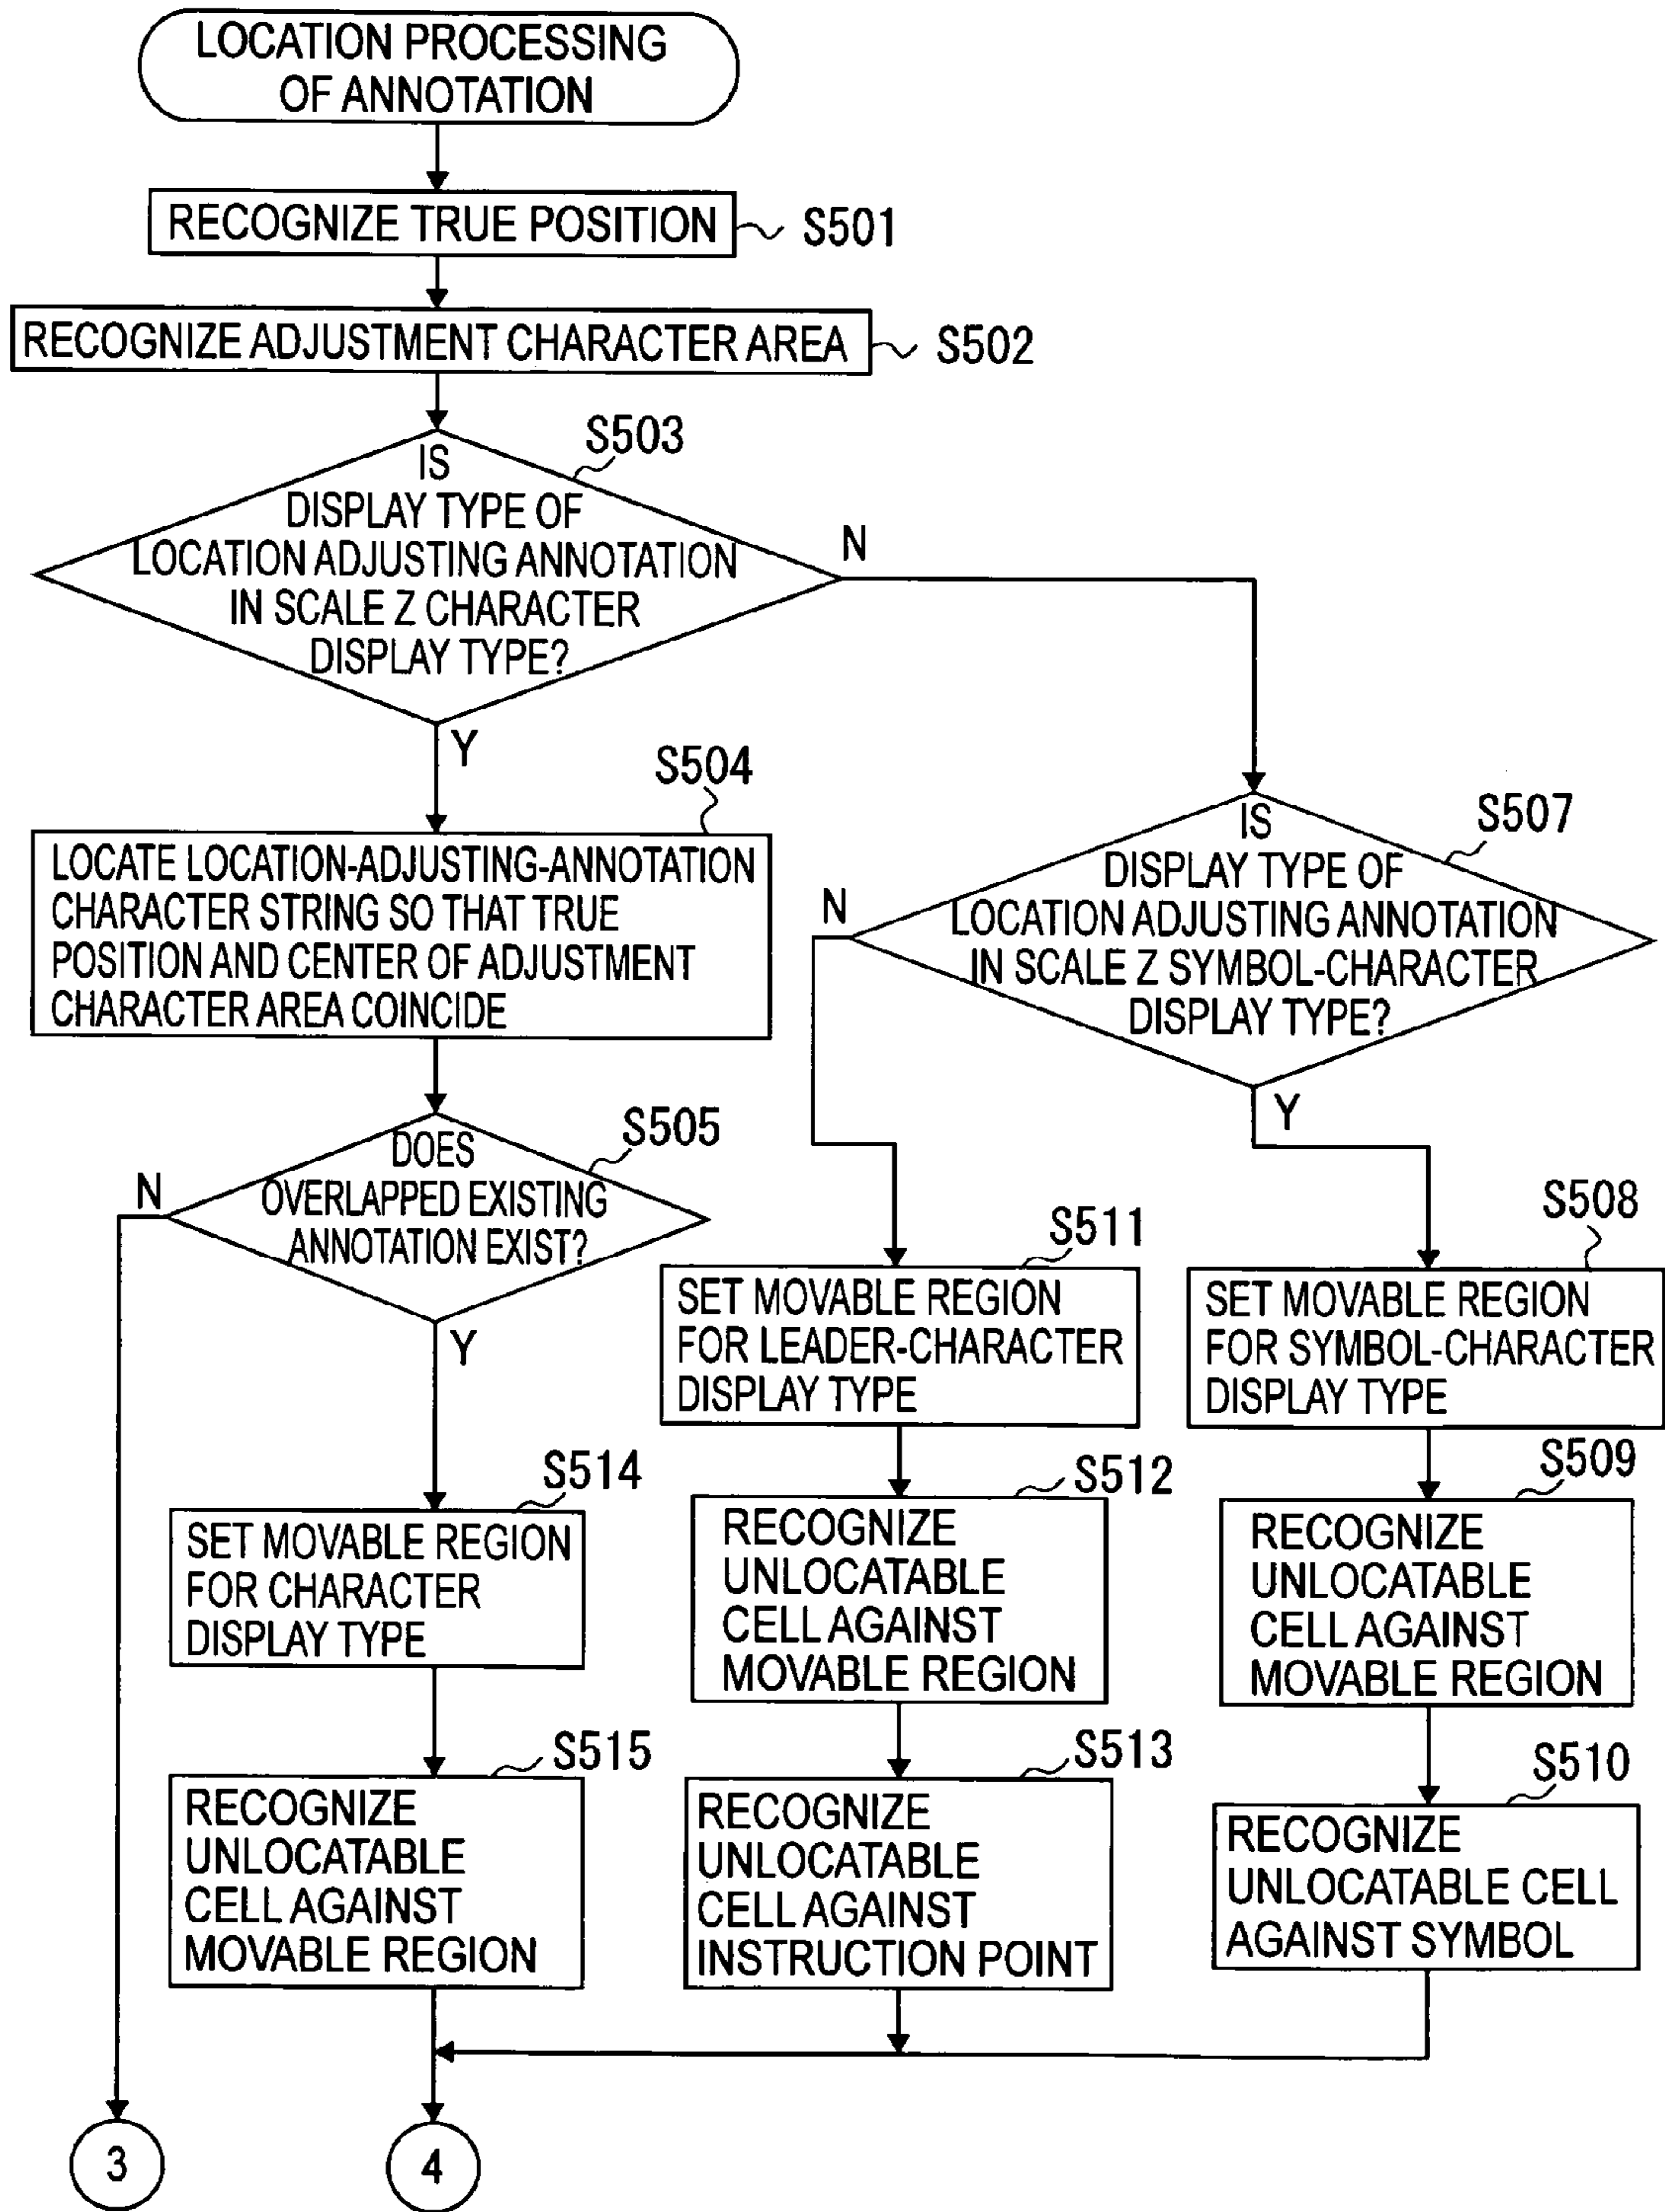 LOCATION PROCESSING
OF ANNOTATION
RECOGNIZE TRUE POSITION
S501
RECOGNIZE ADJUSTMENT CHARACTER AREA
S502
S503
IS
DISPLAY TYPE OF
LOCATION ADJUSTING ANNOTATION
IN SCALE Z CHARACTER
DISPLAY TYPE?
N
Y
S504
LOCATE LOCATION-ADJUSTING-ANNOTATION
CHARACTER STRING SO THAT TRUE
POSITION AND CENTER OF ADJUSTMENT
CHARACTER AREA COINCIDE
S507
IS
DISPLAY TYPE OF
LOCATION ADJUSTING ANNOTATION
IN SCALE Z SYMBOL-CHARACTER
DISPLAY TYPE?
N
Y
S505
DOES
OVERLAPPED EXISTING
ANNOTATION EXIST?
N
Y
S511
SET MOVABLE REGION
FOR LEADER-CHARACTER
DISPLAY TYPE
S508
SET MOVABLE REGION
FOR SYMBOL-CHARACTER
DISPLAY TYPE
S514
SET MOVABLE REGION
FOR CHARACTER
DISPLAY TYPE
S512
RECOGNIZE
UNLOCATABLE
CELL AGAINST
MOVABLE REGION
S509
RECOGNIZE
UNLOCATABLE
CELL AGAINST
MOVABLE REGION
S515
RECOGNIZE
UNLOCATABLE
CELL AGAINST
MOVABLE REGION
S513
RECOGNIZE
UNLOCATABLE
CELL AGAINST
INSTRUCTION POINT
S510
RECOGNIZE
UNLOCATABLE CELL
AGAINST SYMBOL
3
4